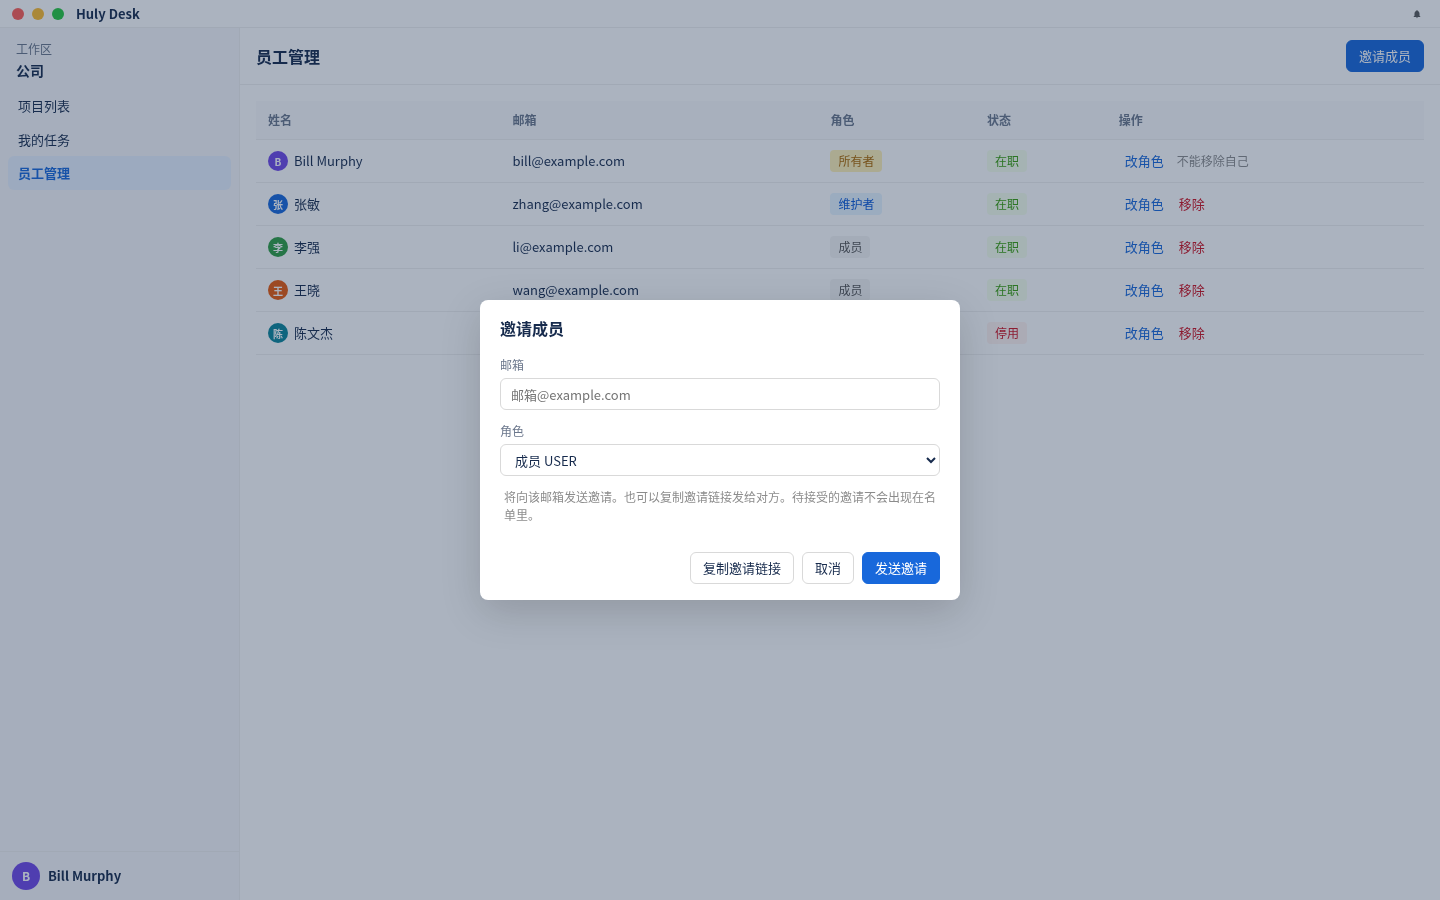 Huly Desk
工作区
公司
项目列表
我的任务
员工管理
B Bill Murphy
员工管理
邀请成员
姓名 邮箱 角色 状态 操作
B Bill Murphy bill@example.com 所有者 在职 改角色 不能移除自己
张 张敏 zhang@example.com 维护者 在职 改角色 移除
李 李强 li@example.com 成员 在职 改角色 移除
王 王晓 wang@example.com 成员 在职 改角色 移除
陈 陈文杰 停用 改角色 移除
邀请成员
邮箱
邮箱@example.com
角色
成员 USER
将向该邮箱发送邀请。也可以复制邀请链接发给对方。待接受的邀请不会出现在名
单里。
复制邀请链接 取消 发送邀请